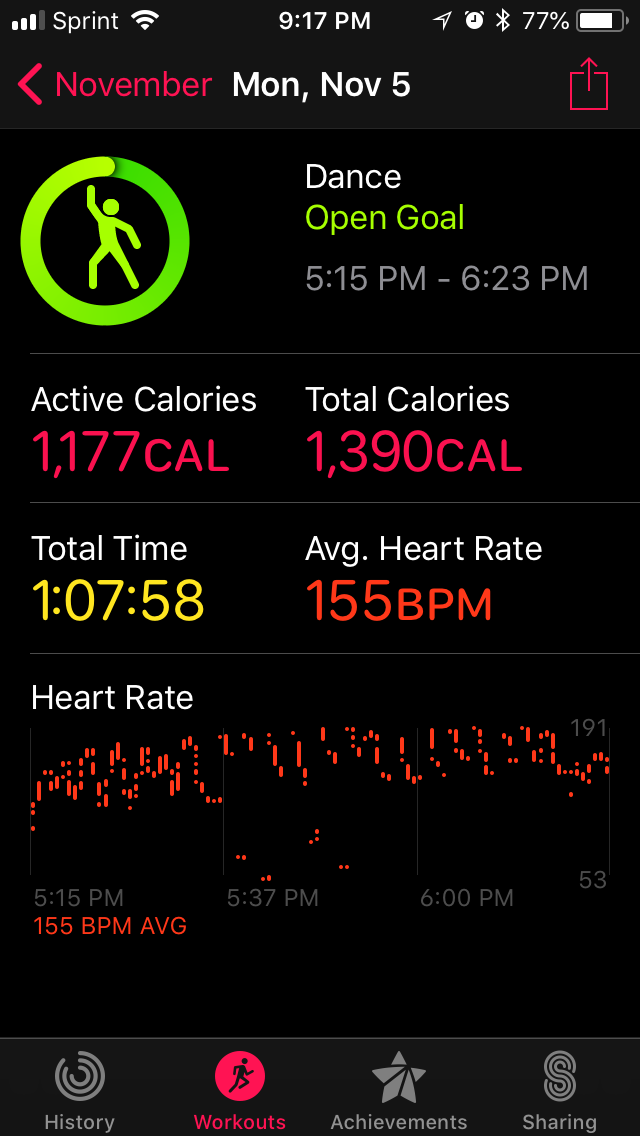 Sprint 9:17 PM 77%
November Mon, Nov 5
Dance
Open Goal
5:15 PM - 6:23 PM
Active Calories Total Calories
1,177CAL 1,390CAL
Total Time Avg. Heart Rate
1:07:58 155BPM
Heart Rate
191
53
5:15 PM 5:37 PM 6:00 PM
155 BPM AVG
History Workouts Achievements Sharing